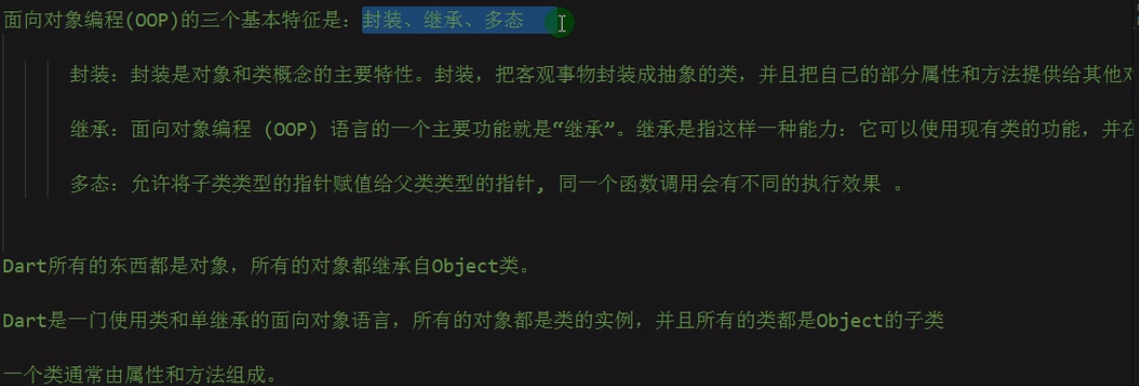 面向对象编程(OOP)的三个基本特征是：封装、继承、多态
封装：封装是对象和类概念的主要特性。封装，把客观事物封装成抽象的类，并且把自己的部分属性和方法提供给其他
继承：面向对象编程 (OOP) 语言的一个主要功能就是“继承”。继承是指这样一种能力：它可以使用现有类的功能，并在
多态：允许将子类类型的指针赋值给父类类型的指针, 同一个函数调用会有不同的执行效果 。
Dart所有的东西都是对象，所有的对象都继承自Object类。
Dart是一门使用类和单继承的面向对象语言，所有的对象都是类的实例，并且所有的类都是Object的子类
一个类通常由属性和方法组成。